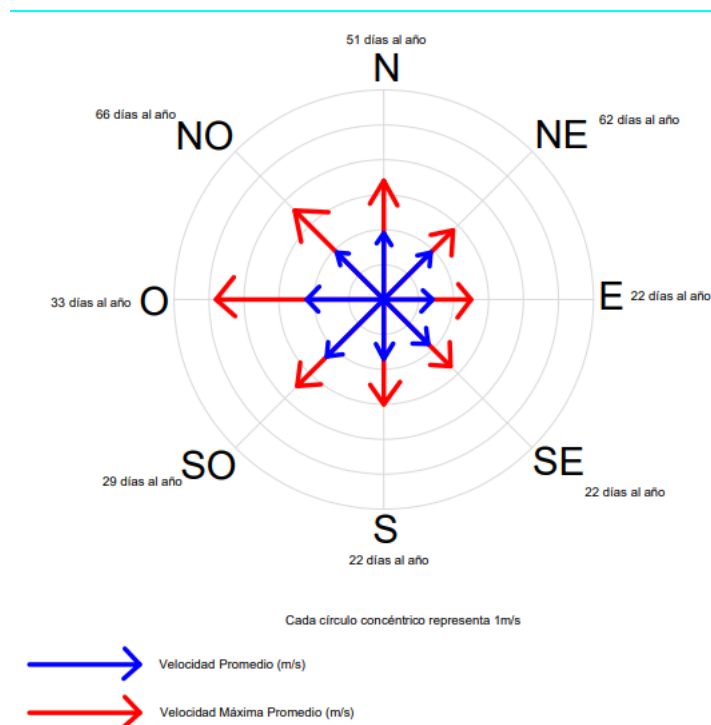 51 días al año
N
66 días al año
NO
NE
62 días al año
33 días al año
O
E
22 días al año
29 días al año
SO
SE
22 días al año
S
22 días al año
Cada círculo concéntrico representa 1m/s
Velocidad Promedio (m/s)
Velocidad Máxima Promedio (m/s)